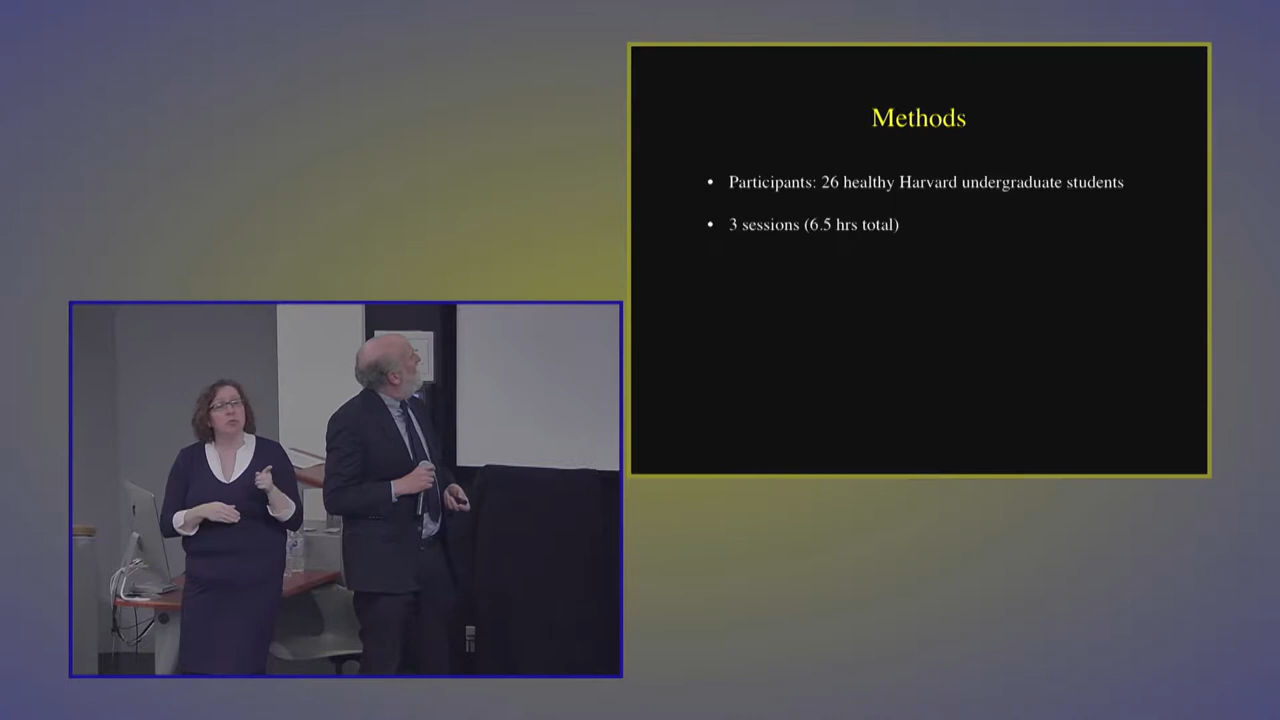 Methods
• Participants: 26 healthy Harvard undergraduate students
• 3 sessions (6.5 hrs total)